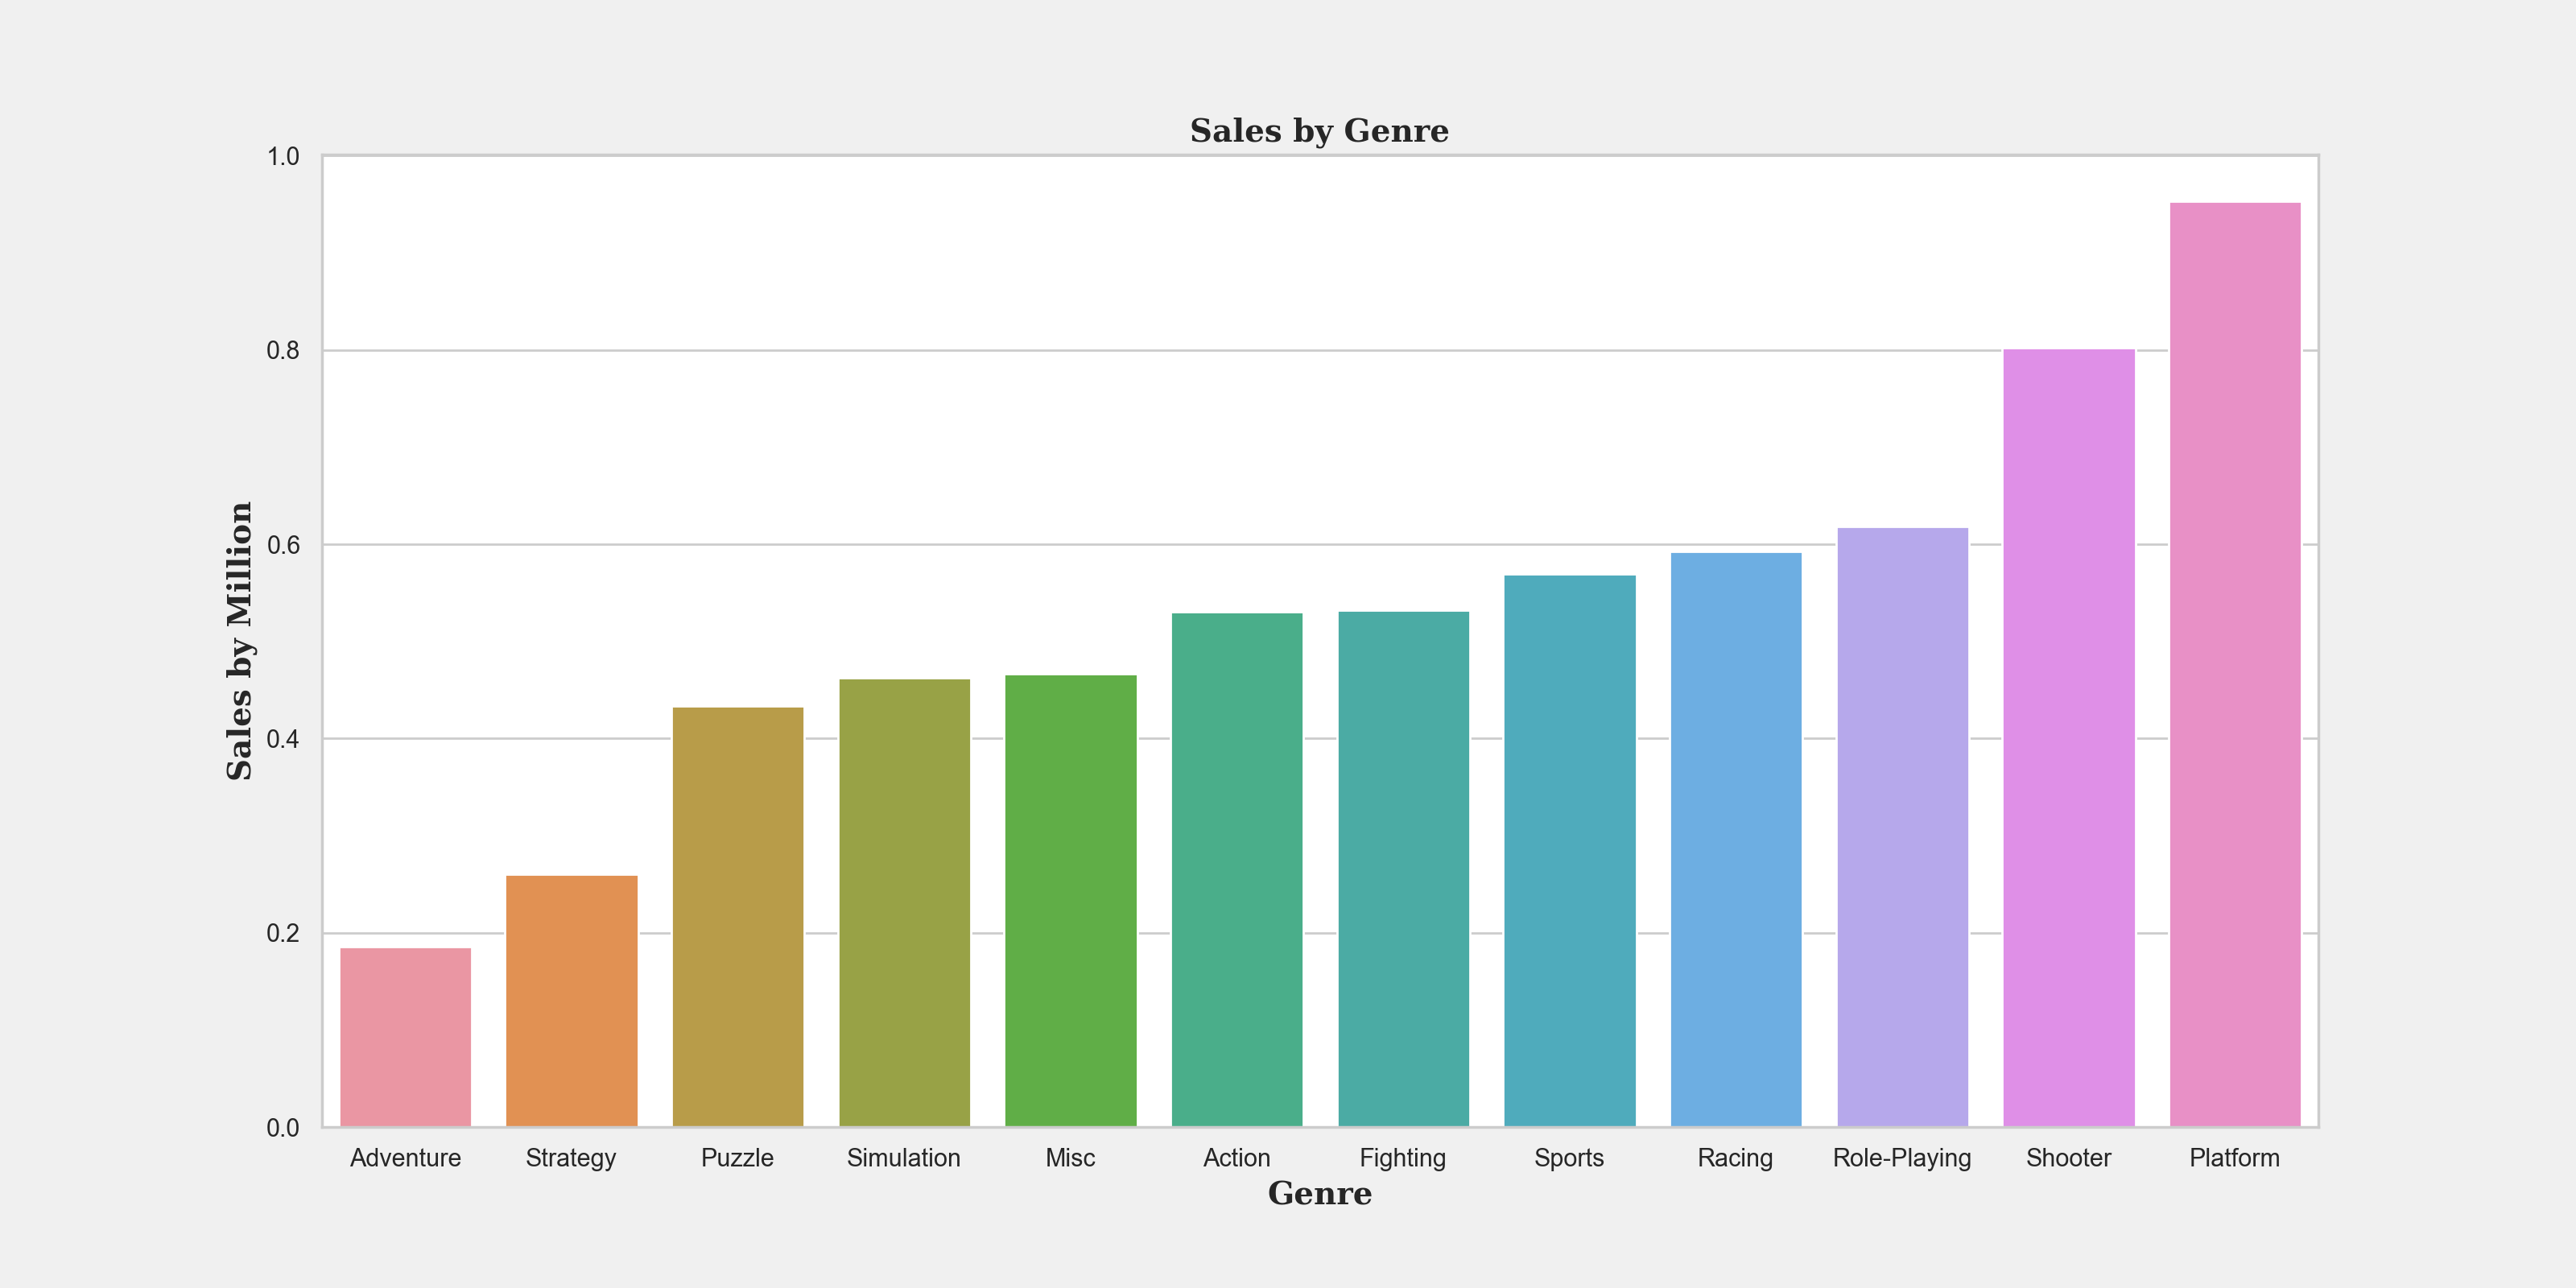 Sales by Genre
1.0
0.8
0.6
0.4
0.2
0.0
Sales by Million
Adventure Strategy Puzzle Simulation Misc Action Fighting Sports Racing Role-Playing Shooter Platform
Genre